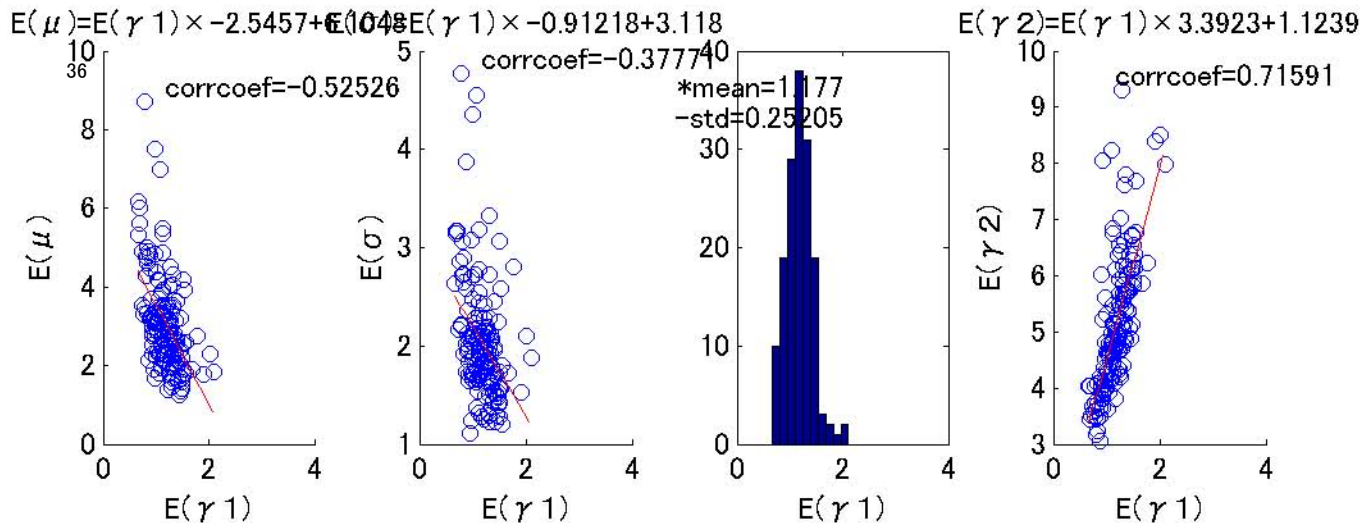 E(μ)=E(γ1)×-2.5457+6.1048
E(σ)=E(γ1)×-0.91218+3.118
E(γ2)=E(γ1)×3.3923+1.1239
36
corrcoef=-0.52526
10
8
6
4
2
0
E(μ)
0 2 4
E(γ1)
corrcoef=-0.37771
5
4
3
2
1
E(σ)
0 2 4
E(γ1)
*mean=1.177
-std=0.25205
40
30
20
10
0
0 2 4
E(γ1)
corrcoef=0.71591
10
9
8
7
6
5
4
3
E(γ2)
0 2 4
E(γ1)